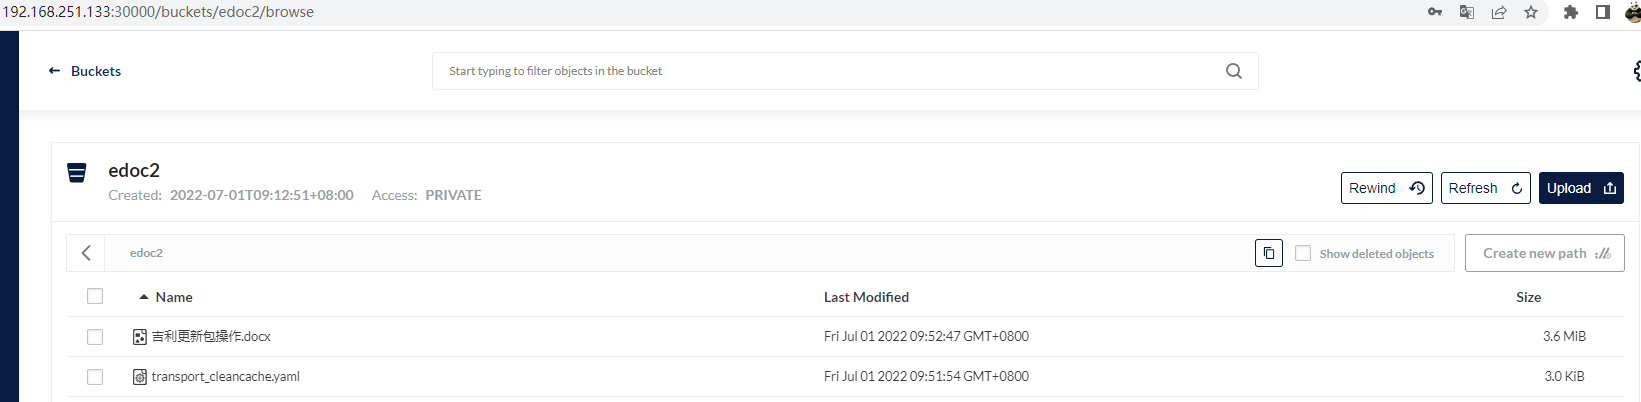 192.168.251.133:30000/buckets/edoc2/browse
Buckets
Start typing to filter objects in the bucket
edoc2
Created: 2022-07-01T09:12:51+08:00 Access: PRIVATE
Rewind Refresh Upload
edoc2 Show deleted objects Create new path
Name Last Modified Size
吉利更新包操作.docx Fri Jul 01 2022 09:52:47 GMT+0800 3.6 MiB
transport_cleancache.yaml Fri Jul 01 2022 09:51:54 GMT+0800 3.0 KiB